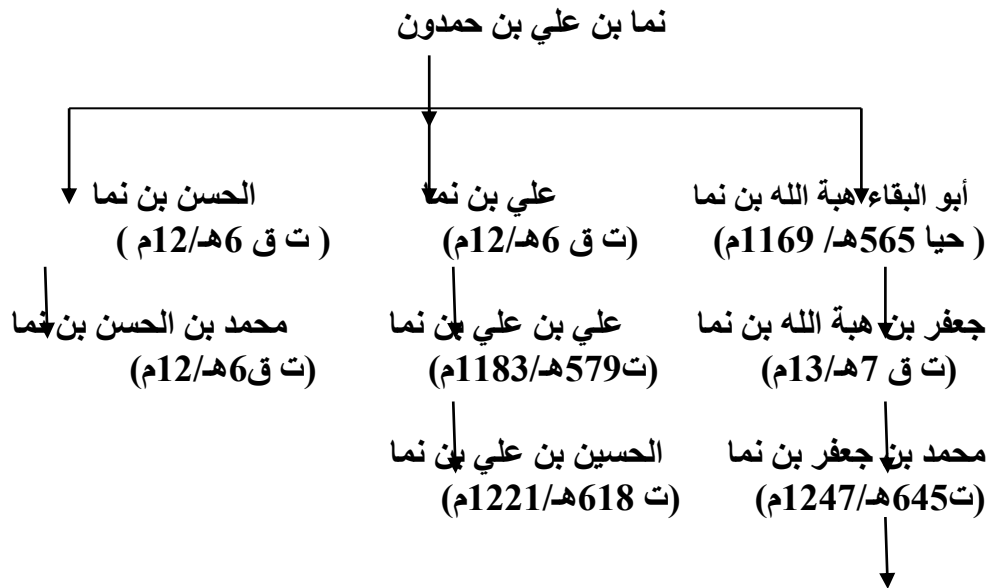 نما بن علي بن حمدون
أبو البقاء هبة الله بن نما
( حيا 565هـ/ 1169م)
علي بن نما
(ت ق 6هـ/12م)
الحسن بن نما
( ت ق 6هـ/12م )
جعفر بن هبة الله بن نما
(ت ق 7هـ/13م)
علي بن علي بن نما
(ت579هـ/1183م)
محمد بن الحسن بن نما
(ت ق6هـ/12م)
محمد بن جعفر بن نما
(ت645هـ/1247م)
الحسين بن علي بن نما
(ت 618هـ/1221م)